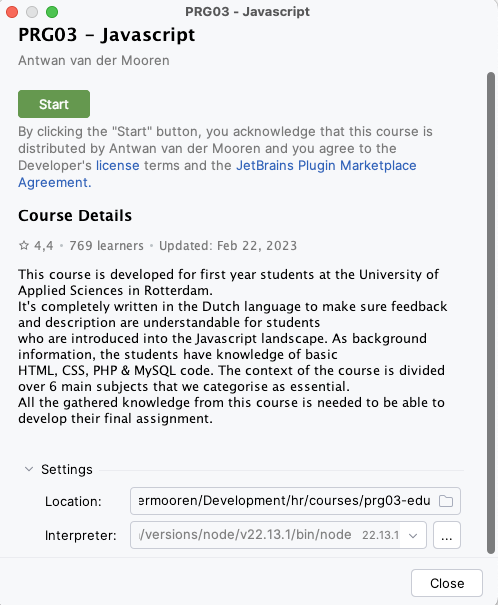 PRG03 - Javascript
PRG03 – Javascript
Antwan van der Mooren
Start
By clicking the "Start" button, you acknowledge that this course is
distributed by Antwan van der Mooren and you agree to the
Developer's license terms and the JetBrains Plugin Marketplace
Agreement.
Course Details
4,4 • 769 learners • Updated: Feb 22, 2023
This course is developed for first year students at the University of
Applied Sciences in Rotterdam.
It's completely written in the Dutch language to make sure feedback
and description are understandable for students
who are introduced into the Javascript landscape. As background
information, the students have knowledge of basic
HTML, CSS, PHP & MySQL code. The context of the course is divided
over 6 main subjects that we categorise as essential.
All the gathered knowledge from this course is needed to be able to
develop their final assignment.
Settings
Location: ermooren/Development/hr/courses/prg03-edu
Interpreter: /versions/node/v22.13.1/bin/node 22.13.1 ...
Close